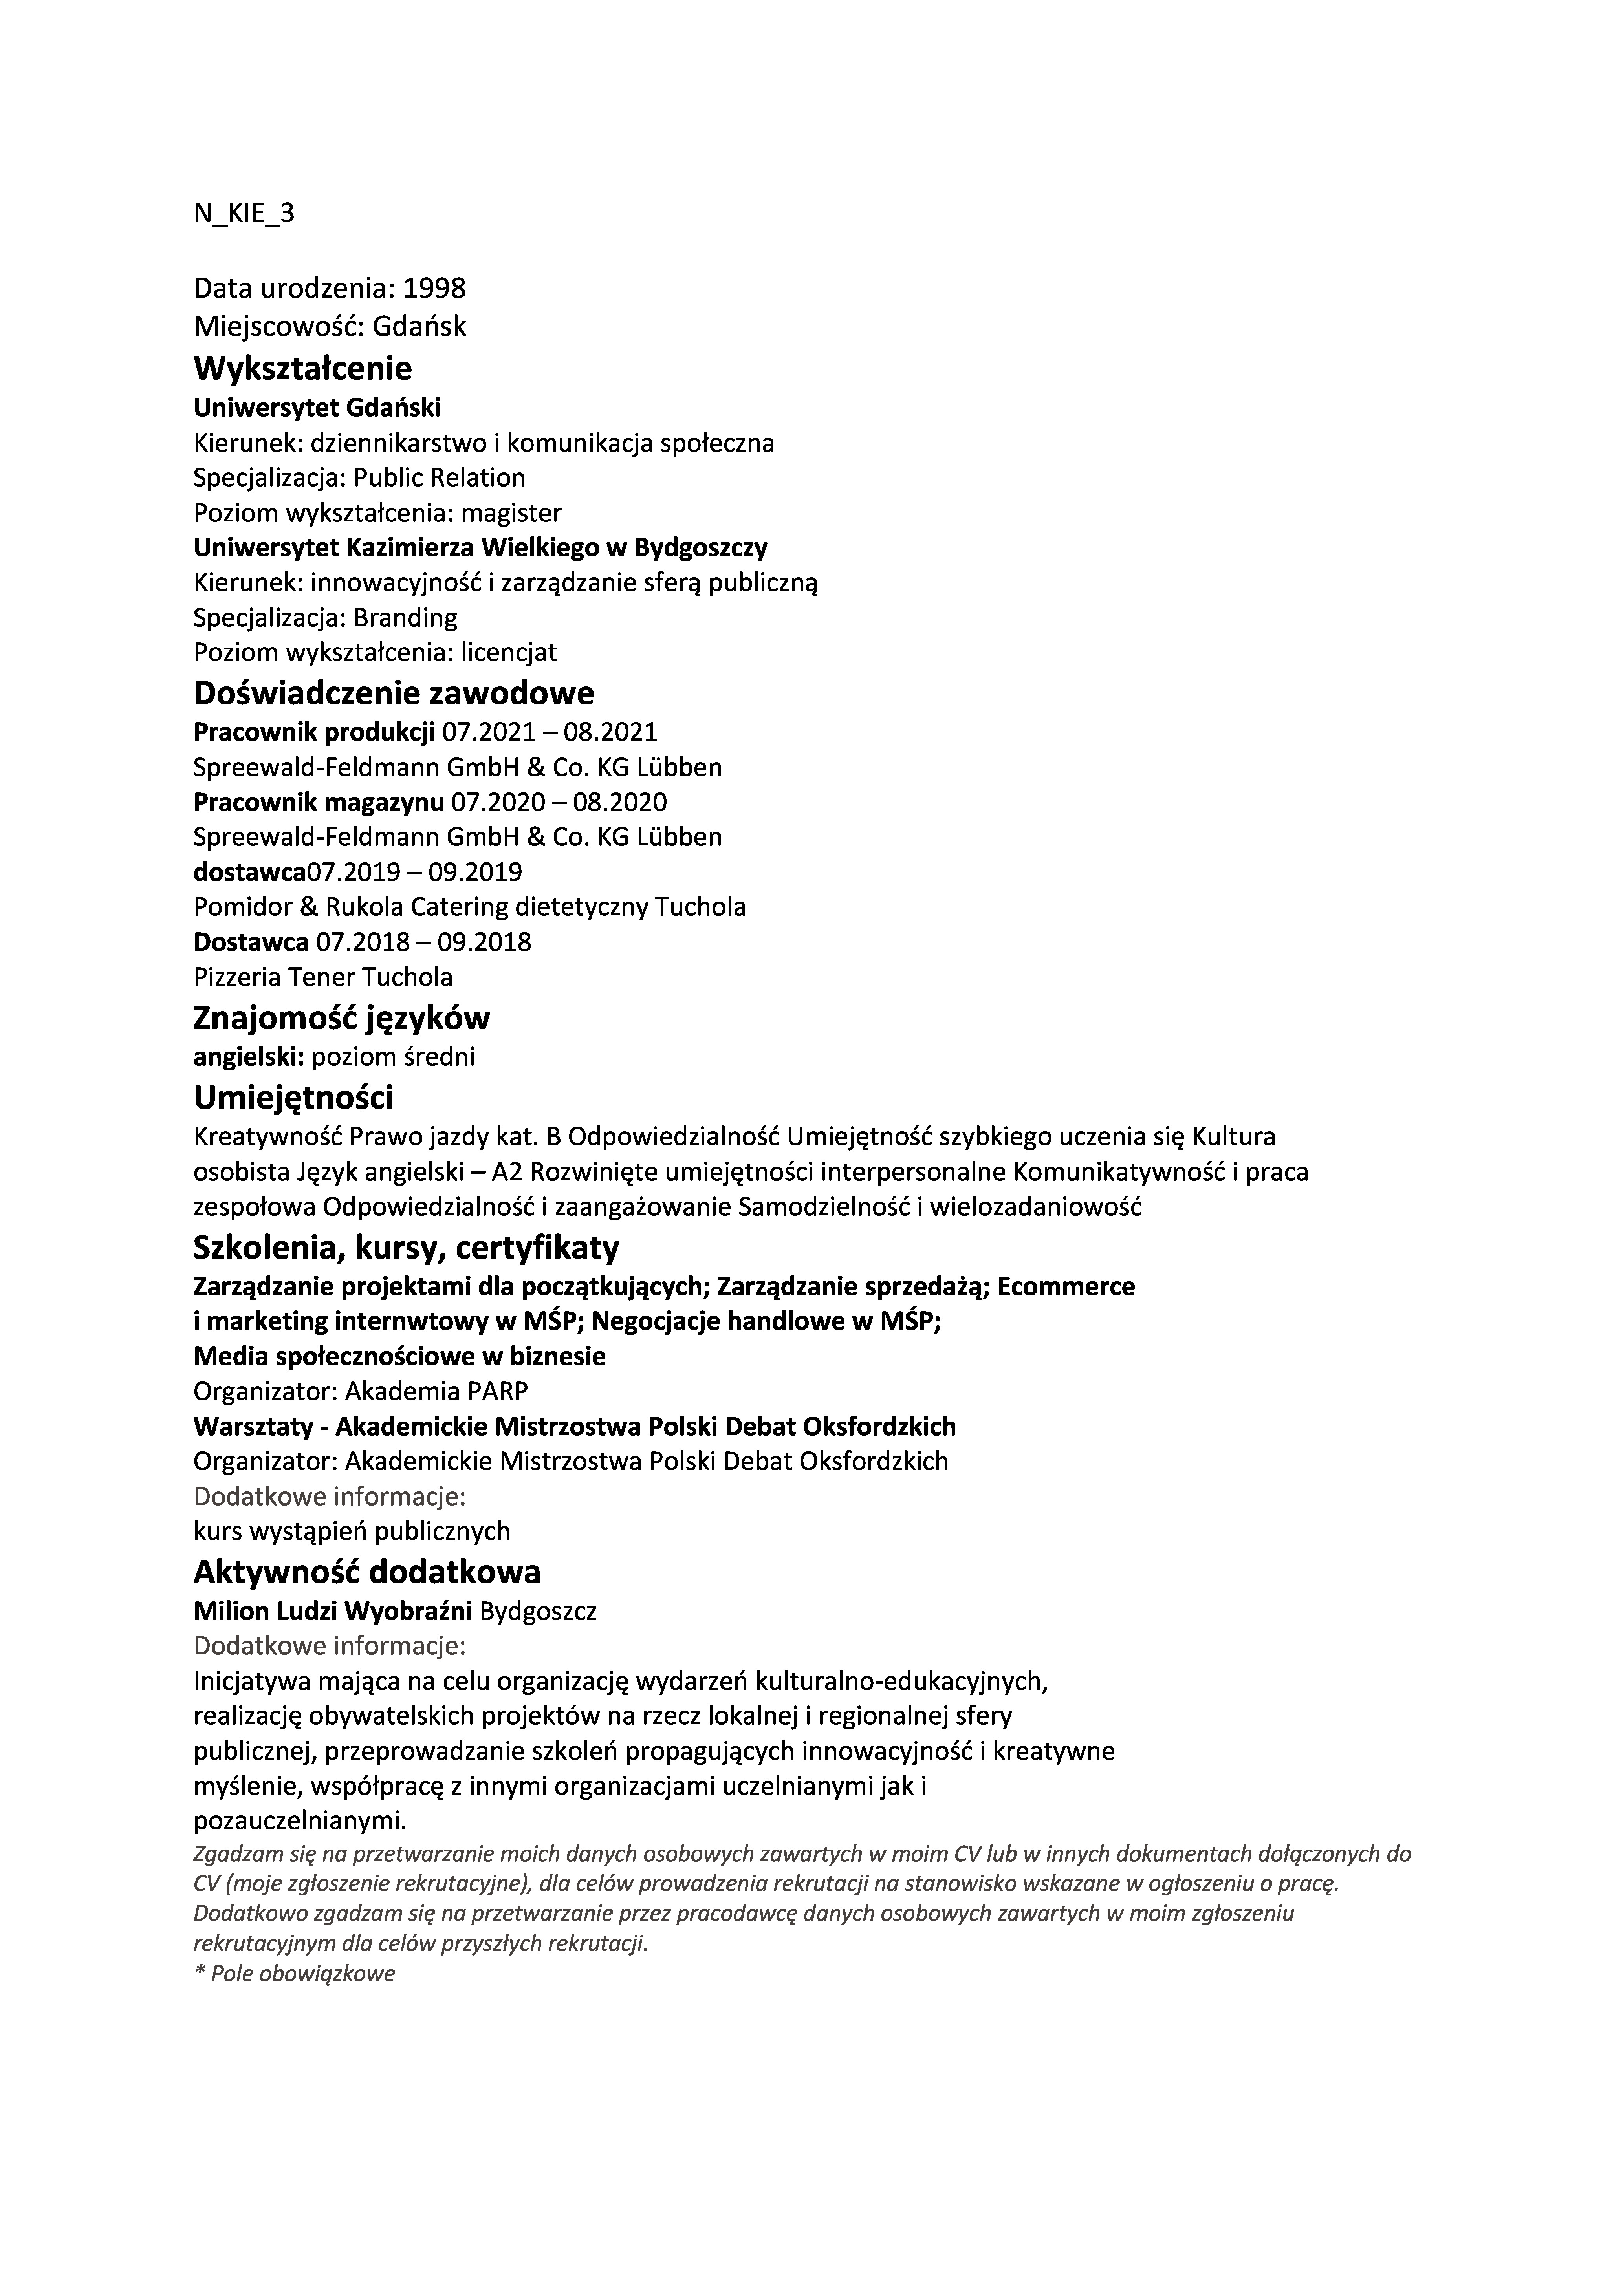 N_KIE_3
Data urodzenia: 1998
Miejscowość: Gdańsk
Wykształcenie
Uniwersytet Gdański
Kierunek: dziennikarstwo i komunikacja społeczna
Specjalizacja: Public Relation
Poziom wykształcenia: magister
Uniwersytet Kazimierza Wielkiego w Bydgoszczy
Kierunek: innowacyjność i zarządzanie sferą publiczną
Specjalizacja: Branding
Poziom wykształcenia: licencjat
Doświadczenie zawodowe
Pracownik produkcji 07.2021 – 08.2021
Spreewald-Feldmann GmbH & Co. KG Lübben
Pracownik magazynu 07.2020 – 08.2020
Spreewald-Feldmann GmbH & Co. KG Lübben
dostawca07.2019 – 09.2019
Pomidor & Rukola Catering dietetyczny Tuchola
Dostawca 07.2018 – 09.2018
Pizzeria Tener Tuchola
Znajomość języków
angielski: poziom średni
Umiejętności
Kreatywność Prawo jazdy kat. B Odpowiedzialność Umiejętność szybkiego uczenia się Kultura
osobista Język angielski – A2 Rozwinięte umiejętności interpersonalne Komunikatywność i praca
zespołowa Odpowiedzialność i zaangażowanie Samodzielność i wielozadaniowość
Szkolenia, kursy, certyfikaty
Zarządzanie projektami dla początkujących; Zarządzanie sprzedażą; Ecommerce
i marketing internwtowy w MŚP; Negocjacje handlowe w MŚP;
Media społecznościowe w biznesie
Organizator: Akademia PARP
Warsztaty - Akademickie Mistrzostwa Polski Debat Oksfordzkich
Organizator: Akademickie Mistrzostwa Polski Debat Oksfordzkich
Dodatkowe informacje:
kurs wystąpień publicznych
Aktywność dodatkowa
Milion Ludzi Wyobraźni Bydgoszcz
Dodatkowe informacje:
Inicjatywa mająca na celu organizację wydarzeń kulturalno-edukacyjnych,
realizację obywatelskich projektów na rzecz lokalnej i regionalnej sfery
publicznej, przeprowadzanie szkoleń propagujących innowacyjność i kreatywne
myślenie, współpracę z innymi organizacjami uczelnianymi jak i
pozauczelnianymi.
Zgadzam się na przetwarzanie moich danych osobowych zawartych w moim CV lub w innych dokumentach dołączonych do
CV (moje zgłoszenie rekrutacyjne), dla celów prowadzenia rekrutacji na stanowisko wskazane w ogłoszeniu o pracę.
Dodatkowo zgadzam się na przetwarzanie przez pracodawcę danych osobowych zawartych w moim zgłoszeniu
rekrutacyjnym dla celów przyszłych rekrutacji.
* Pole obowiązkowe